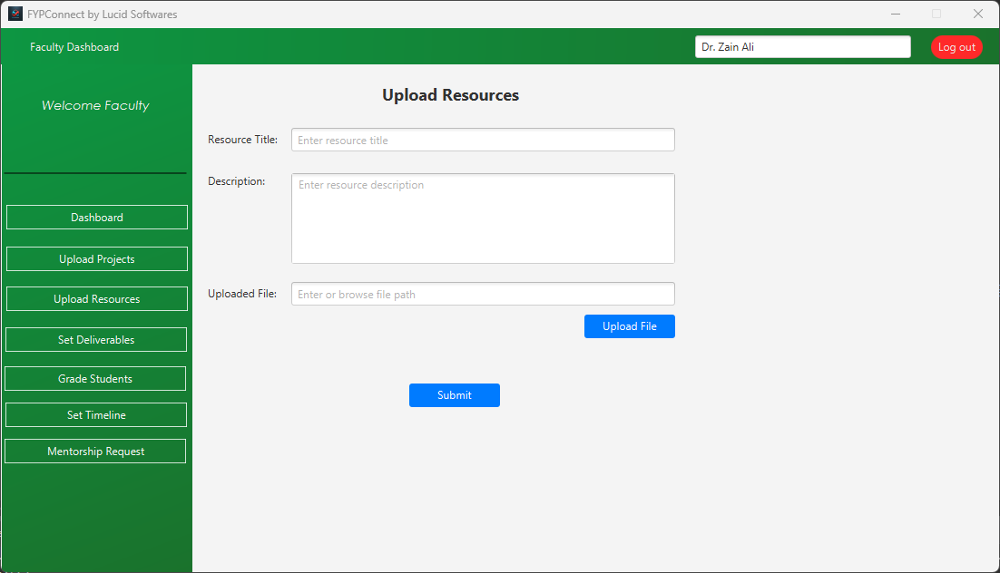 FYPConnect by Lucid Softwares
Faculty Dashboard
Dr. Zain Ali
Log out
Welcome Faculty
Dashboard
Upload Projects
Upload Resources
Set Deliverables
Grade Students
Set Timeline
Mentorship Request
Upload Resources
Resource Title:
Enter resource title
Description:
Enter resource description
Uploaded File:
Enter or browse file path
Upload File
Submit